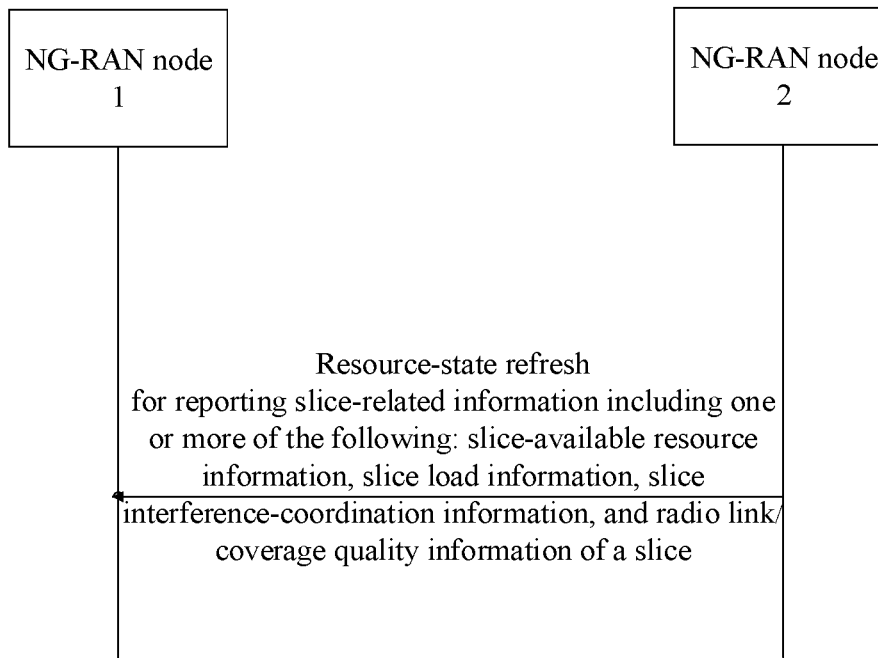 NG-RAN node
1
NG-RAN node
2
Resource-state refresh
for reporting slice-related information including one
or more of the following: slice-available resource
information, slice load information, slice
interference-coordination information, and radio link/
coverage quality information of a slice